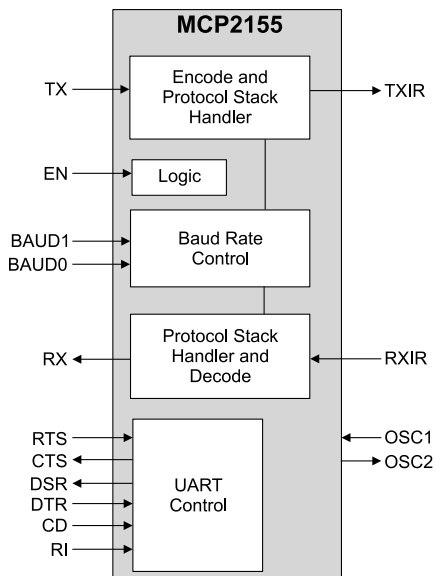 MCP2155
TX
Encode and
Protocol Stack
Handler
TXIR
EN
Logic
BAUD1
BAUD0
Baud Rate
Control
RX
Protocol Stack
Handler and
Decode
RXIR
RTS
CTS
DSR
DTR
CD
RI
UART
Control
OSC1
OSC2